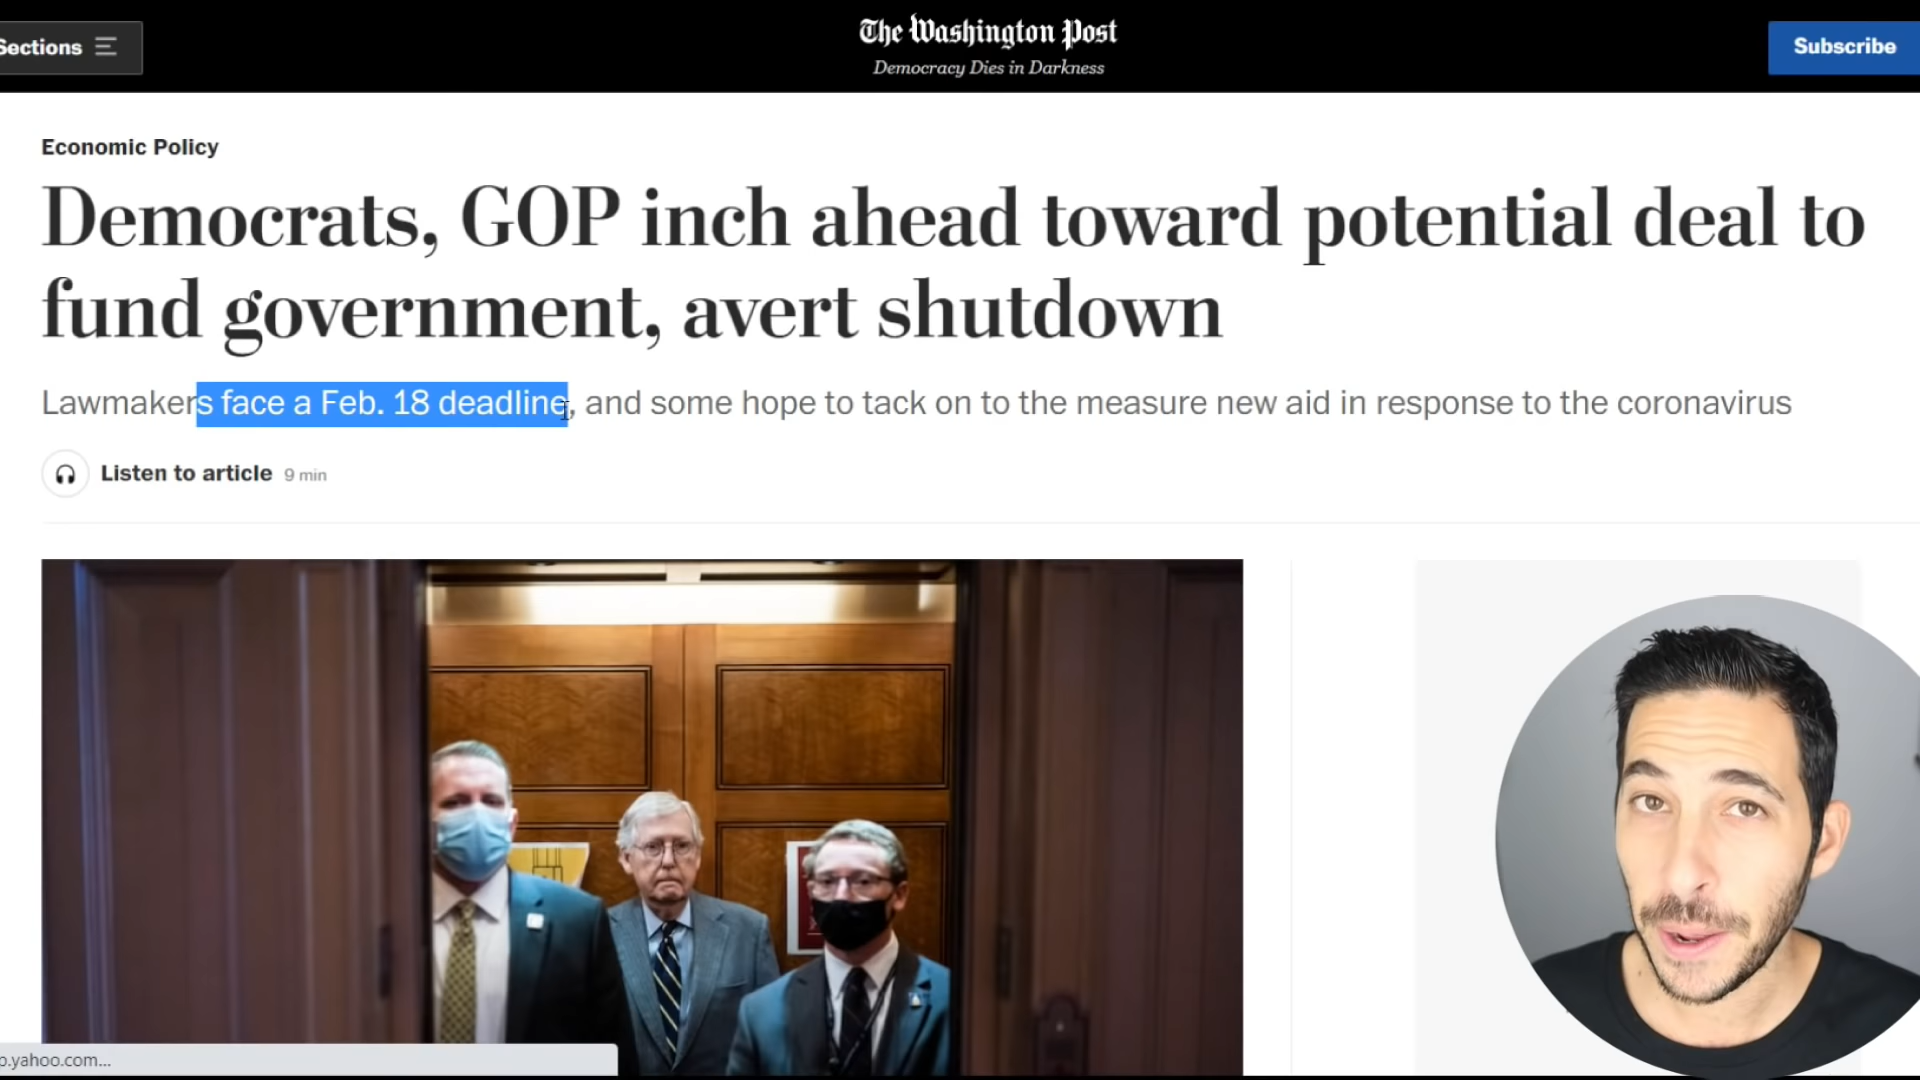 Sections
The Washington Post
Democracy Dies in Darkness
Subscribe
Economic Policy
Democrats, GOP inch ahead toward potential deal to
fund government, avert shutdown
Lawmakers face a Feb. 18 deadline, and some hope to tack on to the measure new aid in response to the coronavirus
Listen to article 9 min
p.yahoo.com...